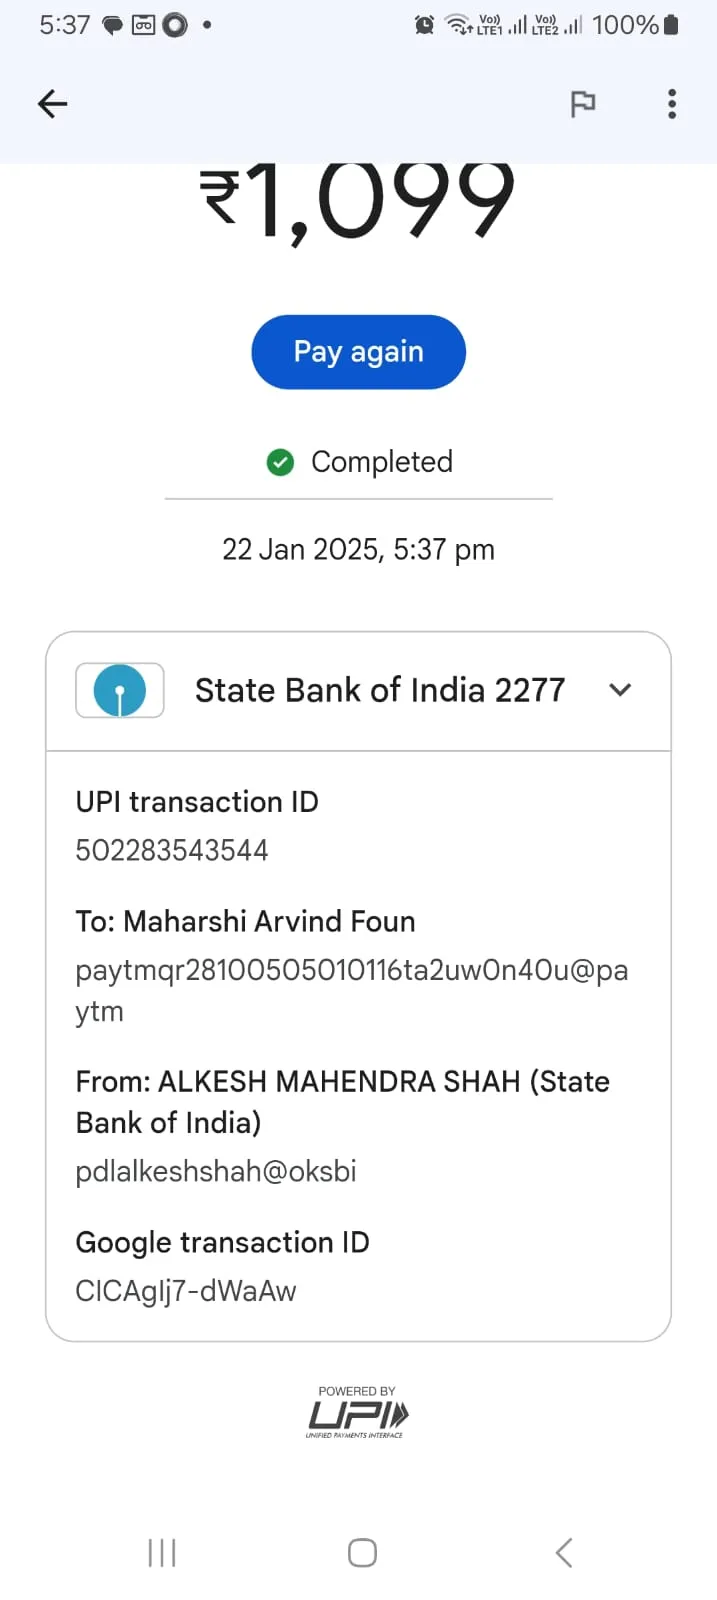 5:37
Vo)) LTE1 Vo)) LTE2 100%
₹1,099
Pay again
Completed
22 Jan 2025, 5:37 pm
State Bank of India 2277
UPI transaction ID
502283543544
To: Maharshi Arvind Foun
paytmqr28100505010116ta2uw0n40u@pa
ytm
From: ALKESH MAHENDRA SHAH (State
Bank of India)
pdlalkeshshah@oksbi
Google transaction ID
CICAgIj7-dWaAw
POWERED BY
UPI
UNIFIED PAYMENTS INTERFACE